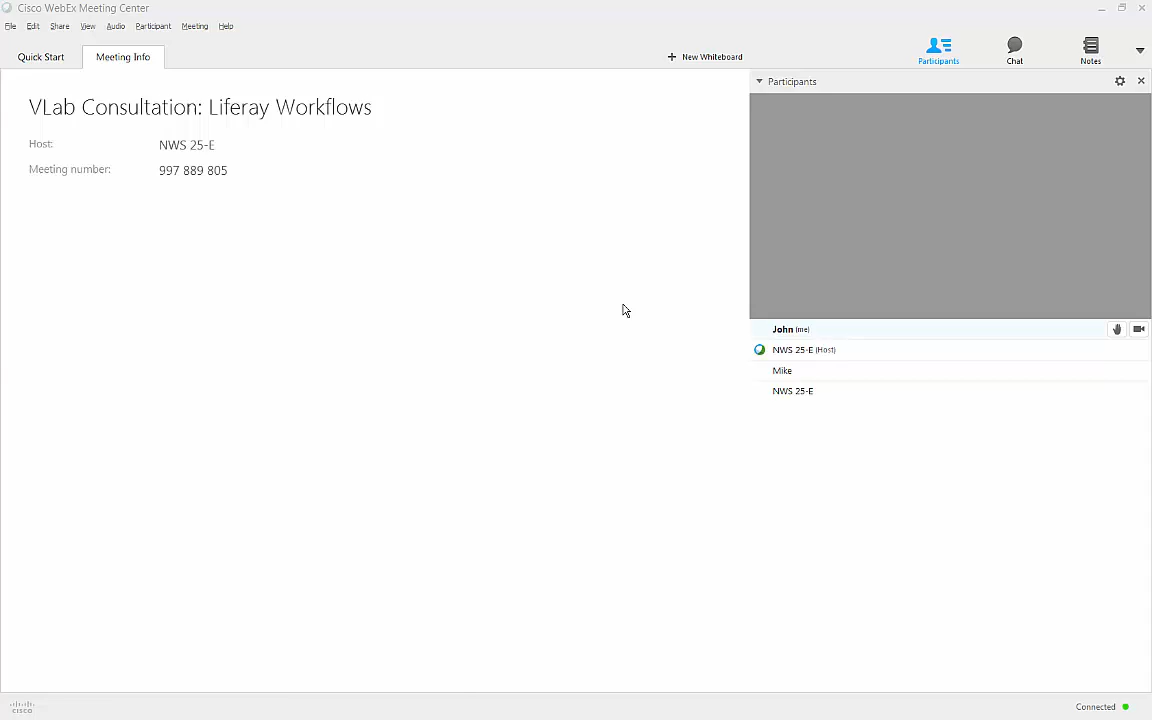 Cisco WebEx Meeting Center
File Edit Share View Audio Participant Meeting Help
Quick Start Meeting Info + New Whiteboard Participants Chat Notes
Participants
VLab Consultation: Liferay Workflows
Host: NWS 25-E
Meeting number: 997 889 805
John (me)
NWS 25-E (Host)
Mike
NWS 25-E
CISCO Connected